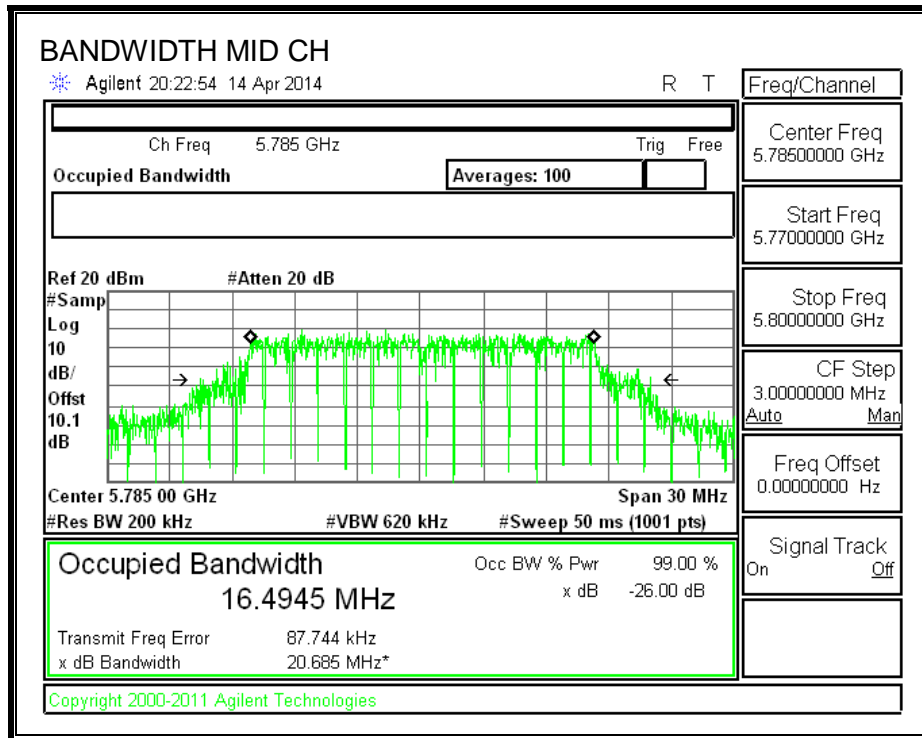 BANDWIDTH MID CH
Agilent 20:22:54 14 Apr 2014 R T
Freq/Channel
Ch Freq 5.785 GHz Trig Free
Occupied Bandwidth Averages: 100
Center Freq
5.78500000 GHz
Start Freq
5.77000000 GHz
Ref 20 dBm #Atten 20 dB
#Samp
Log
10
dB/
Offst
10.1
dB
Stop Freq
5.80000000 GHz
CF Step
3.00000000 MHz
Auto Man
Freq Offset
0.00000000 Hz
Center 5.785 00 GHz Span 30 MHz
#Res BW 200 kHz #VBW 620 kHz #Sweep 50 ms (1001 pts)
Signal Track
On Off
Occupied Bandwidth Occ BW % Pwr 99.00 %
16.4945 MHz x dB -26.00 dB
Transmit Freq Error 87.744 kHz
x dB Bandwidth 20.685 MHz*
Copyright 2000-2011 Agilent Technologies